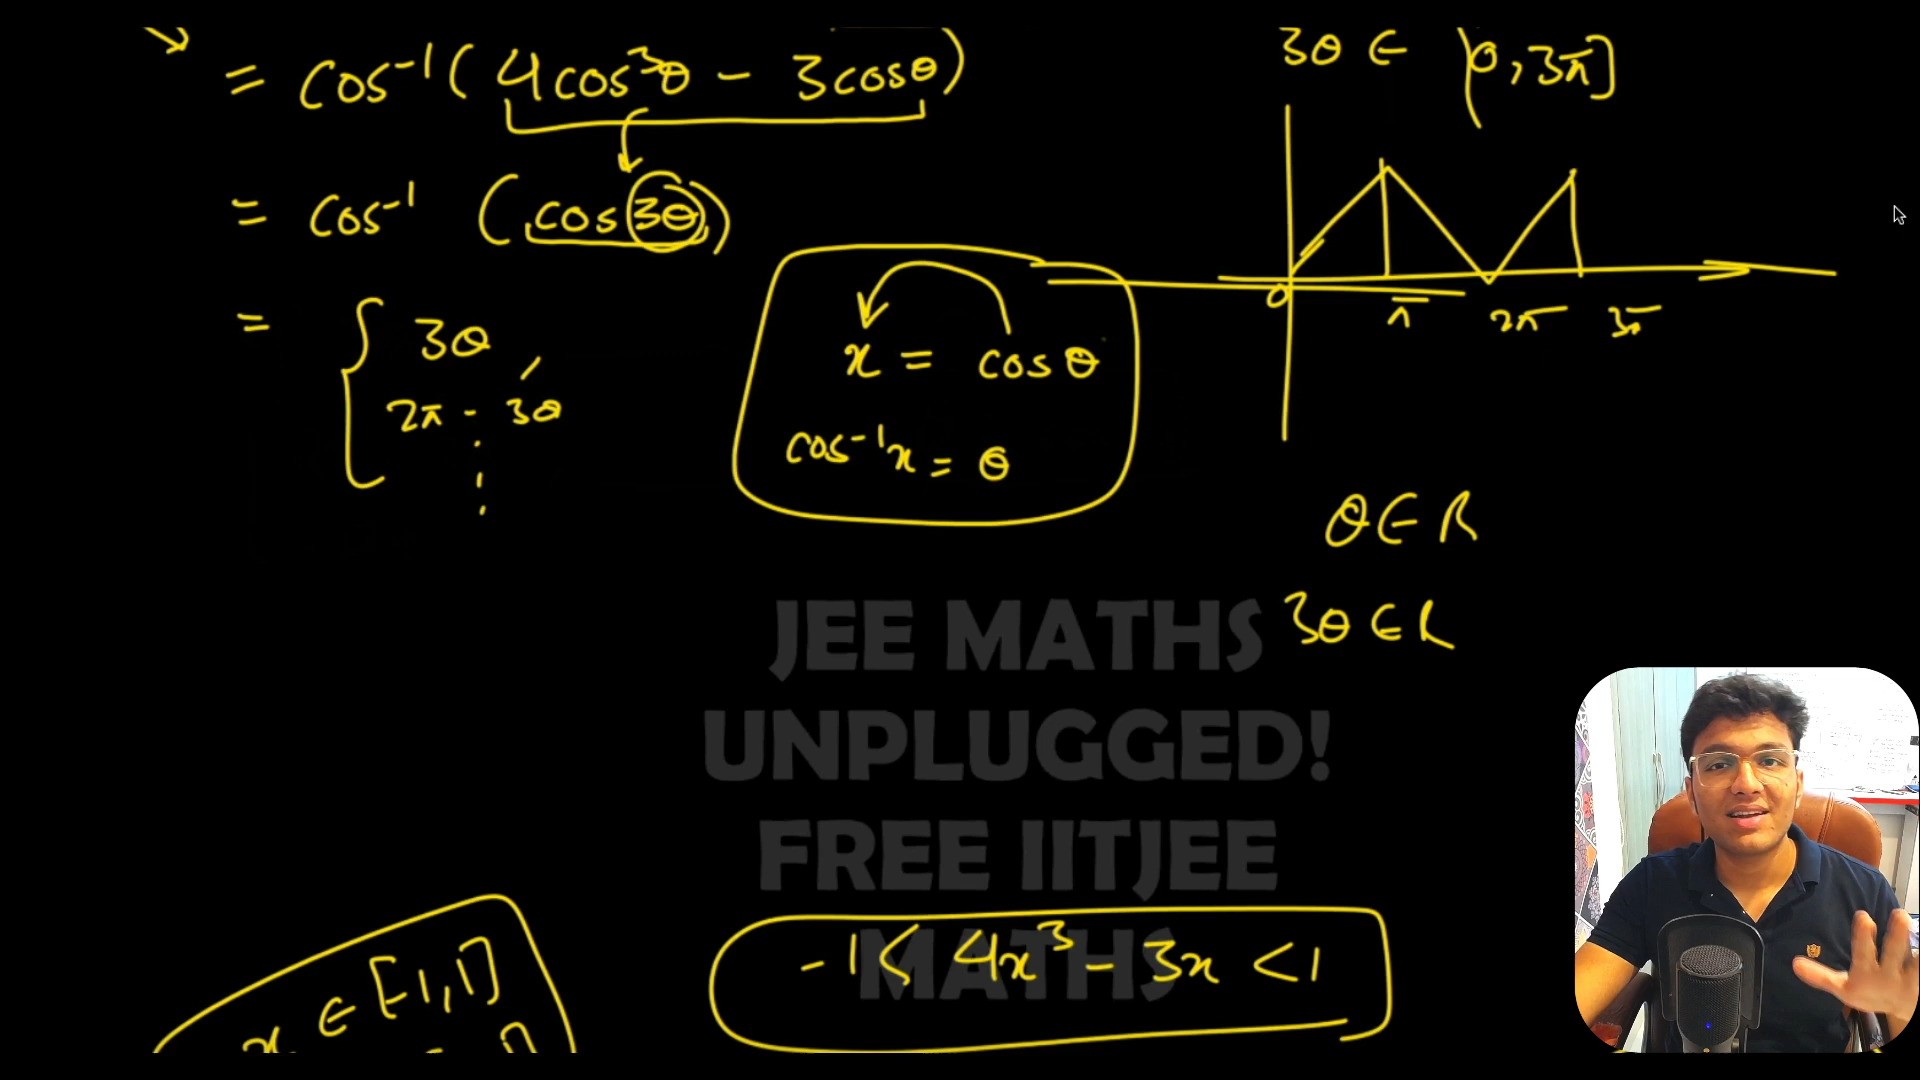 = cos⁻¹(4cos³θ - 3cosθ)
= cos⁻¹ (cos3θ)
= { 3θ,
2π - 3θ
3θ ∈ [0, 3π]
0 π 2π 3π
x = cosθ
cos⁻¹x = θ
θ ∈ R
3θ ∈ R
JEE MATHS
UNPLUGGED!
FREE IITJEE
MATHS
x ∈ [-1,1]
-1 < 4x³ - 3x < 1